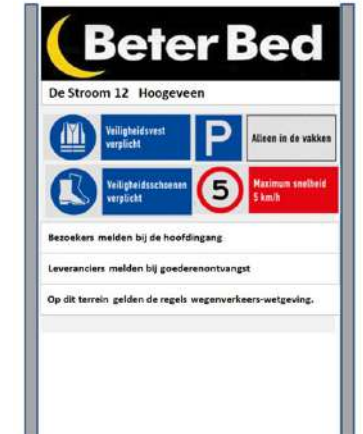 Beter Bed
De Stroom 12 Hoogeveen
Veiligheidsvest
verplicht
P
Alleen in de vakken
Veiligheidsschoenen
verplicht
5
Maximum snelheid
5 km/h
Bezoekers melden bij de hoofdingang
Leveranciers melden bij goederenontvangst
Op dit terrein gelden de regels wegenverkeers-wetgeving.